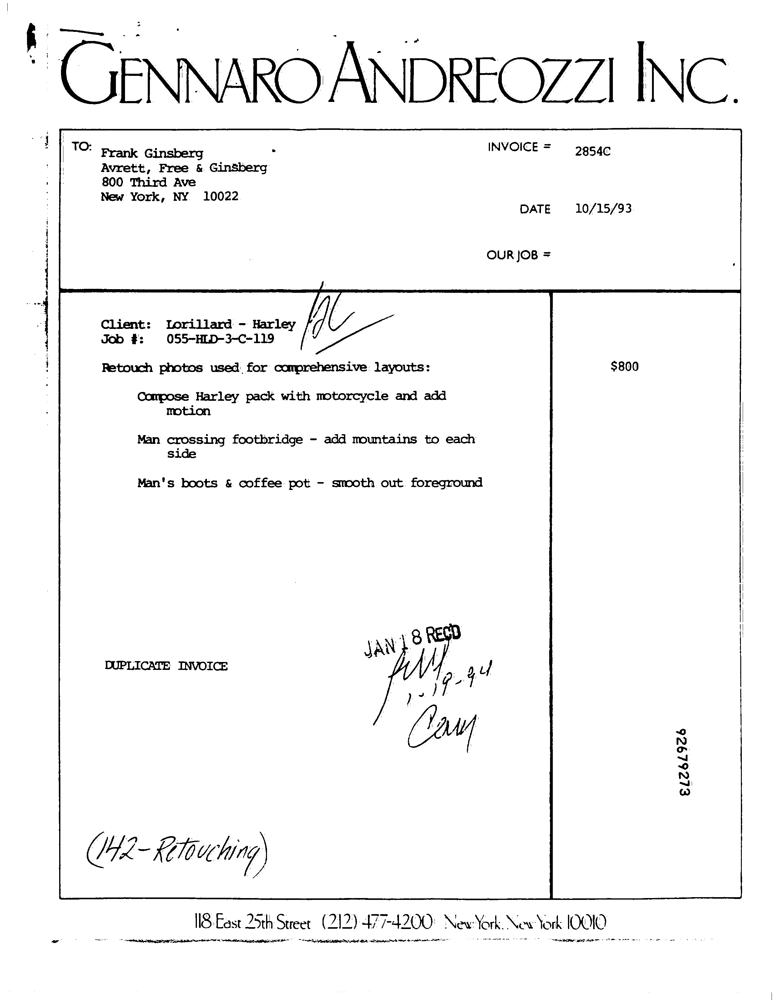 GENNARO ANDREOZZI INC.
TO: Frank Ginsberg
Avrett, Free & Ginsberg
800 Third Ave
New York, NY 10022
INVOICE = 2854C
DATE 10/15/93
OUR JOB =
Client: Lorillard - Harley
Job #: 055-HLD-3-C-119
Retouch photos used for comprehensive layouts: $800
Compose Harley pack with motorcycle and add
motion
Man crossing footbridge - add mountains to each
side
Man's boots & coffee pot - smooth out foreground
JAN 18 REC'D
DUPLICATE INVOICE
1-19-94
92679273
(142-Retouching)
118 East 25th Street (212) 477-4200 New York, New York 10010